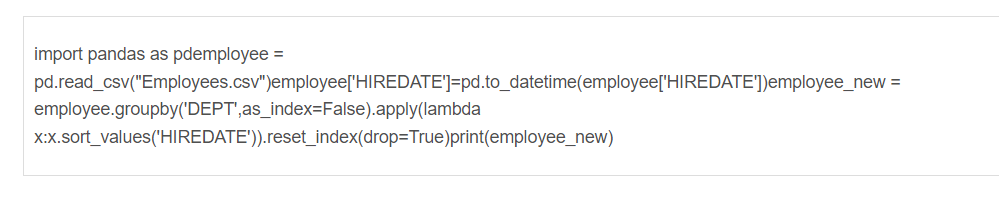 import pandas as pdemployee =
pd.read_csv("Employees.csv")employee['HIREDATE']=pd.to_datetime(employee['HIREDATE'])employee_new =
employee.groupby('DEPT',as_index=False).apply(lambda
x:x.sort_values('HIREDATE')).reset_index(drop=True)print(employee_new)